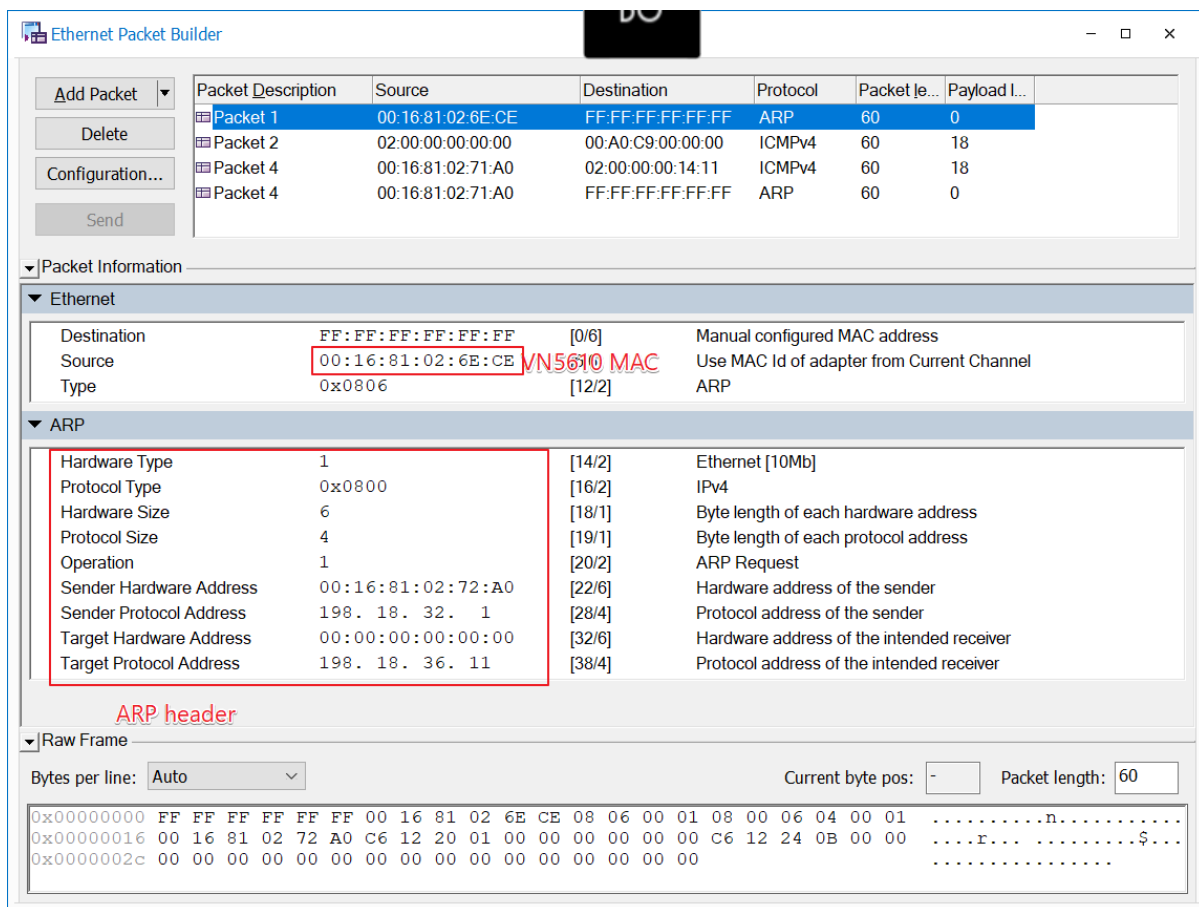 BO
Ethernet Packet Builder
Add Packet
Delete
Configuration...
Send
Packet Description Source Destination Protocol Packet le... Payload l...
Packet 1 00:16:81:02:6E:CE FF:FF:FF:FF:FF:FF ARP 60 0
Packet 2 02:00:00:00:00:00 00:A0:C9:00:00:00 ICMPv4 60 18
Packet 4 00:16:81:02:71:A0 02:00:00:00:14:11 ICMPv4 60 18
Packet 4 00:16:81:02:71:A0 FF:FF:FF:FF:FF:FF ARP 60 0
Packet Information
Ethernet
Destination FF:FF:FF:FF:FF:FF [0/6] Manual configured MAC address
Source 00:16:81:02:6E:CE VN5610 MAC Use MAC Id of adapter from Current Channel
Type 0x0806 [12/2] ARP
ARP
Hardware Type 1 [14/2] Ethernet [10Mb]
Protocol Type 0x0800 [16/2] IPv4
Hardware Size 6 [18/1] Byte length of each hardware address
Protocol Size 4 [19/1] Byte length of each protocol address
Operation 1 [20/2] ARP Request
Sender Hardware Address 00:16:81:02:72:A0 [22/6] Hardware address of the sender
Sender Protocol Address 198. 18. 32. 1 [28/4] Protocol address of the sender
Target Hardware Address 00:00:00:00:00:00 [32/6] Hardware address of the intended receiver
Target Protocol Address 198. 18. 36. 11 [38/4] Protocol address of the intended receiver
ARP header
Raw Frame
Bytes per line: Auto Current byte pos: - Packet length: 60
0x00000000 FF FF FF FF FF FF 00 16 81 02 6E CE 08 06 00 01 08 00 06 04 00 01 ..........n...........
0x00000016 00 16 81 02 72 A0 C6 12 20 01 00 00 00 00 00 00 C6 12 24 0B 00 00 ....r... .........$...
0x0000002c 00 00 00 00 00 00 00 00 00 00 00 00 00 00 00 00 ................